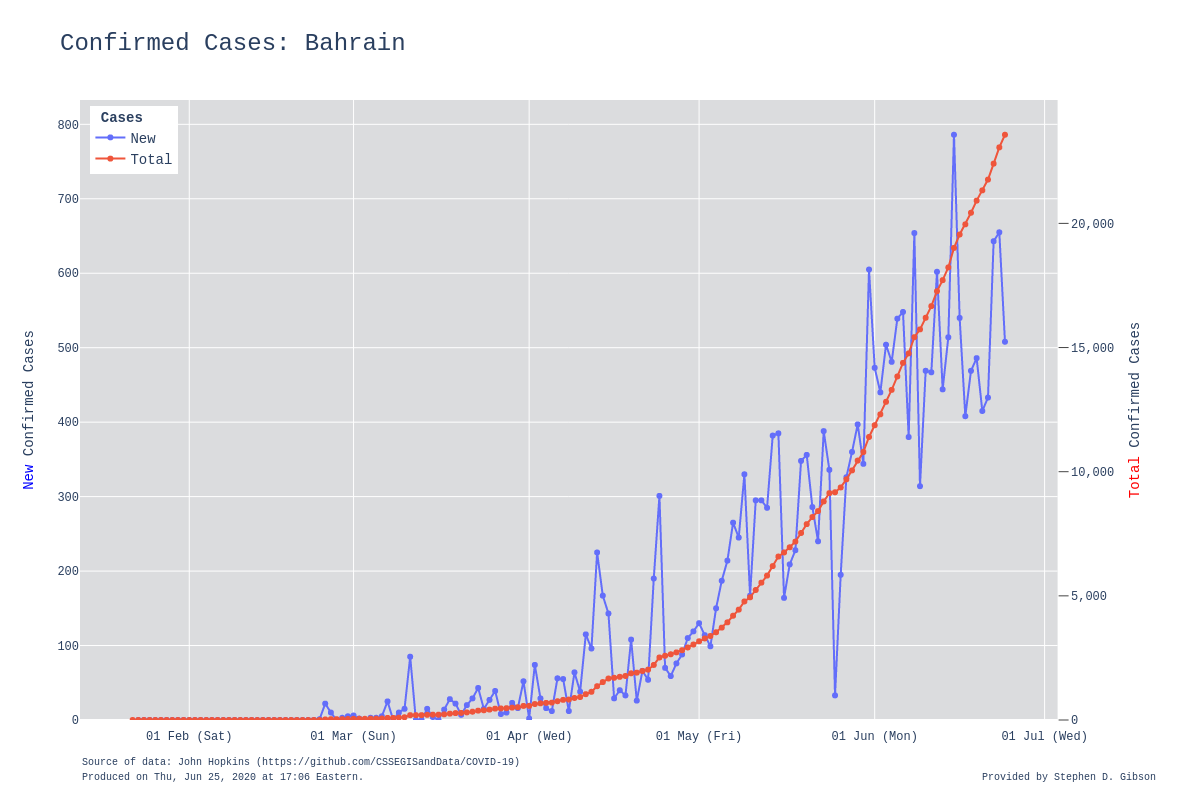 Confirmed Cases: Bahrain
Cases
New
Total
800
700
600
500
400
300
200
100
0
20,000
15,000
10,000
5,000
0
New Confirmed Cases
Total Confirmed Cases
01 Feb (Sat)
01 Mar (Sun)
01 Apr (Wed)
01 May (Fri)
01 Jun (Mon)
01 Jul (Wed)
Source of data: John Hopkins (https://github.com/CSSEGISandData/COVID-19)
Produced on Thu, Jun 25, 2020 at 17:06 Eastern.
Provided by Stephen D. Gibson